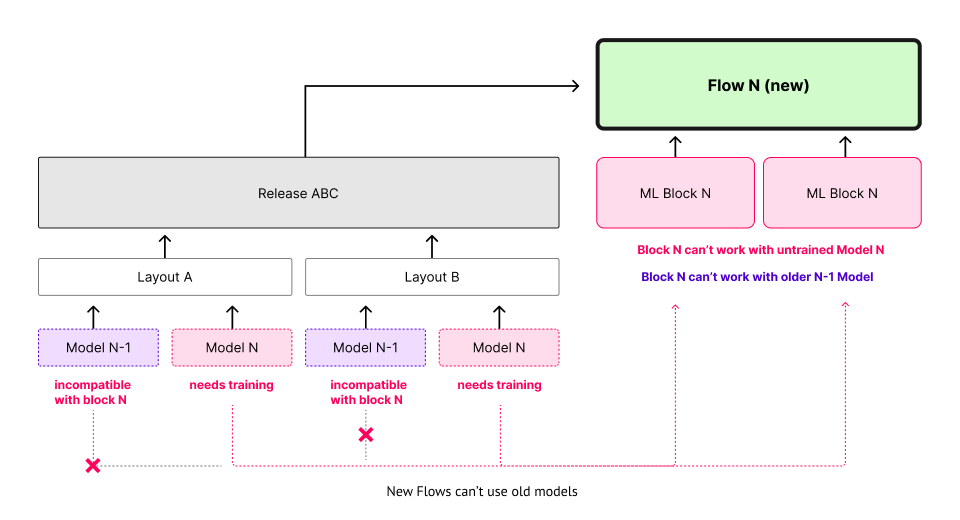 Flow N (new)
Release ABC
ML Block N
ML Block N
Block N can’t work with untrained Model N
Block N can’t work with older N-1 Model
Layout A
Layout B
Model N-1
Model N
Model N-1
Model N
incompatible
with block N
needs training
incompatible
with block N
needs training
New Flows can’t use old models